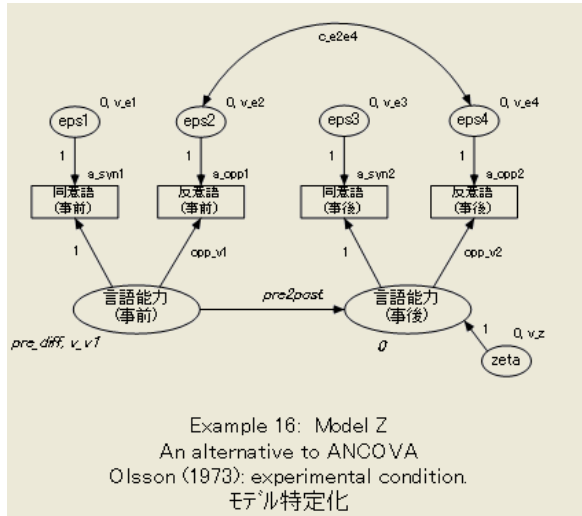 c_e2e4
0, v_e1
0, v_e2
0, v_e3
0, v_e4
eps1
eps2
eps3
eps4
1
1
1
1
a_syn1
a_opp1
a_syn2
a_opp2
同意語
(事前)
反意語
(事前)
同意語
(事後)
反意語
(事後)
1
opp_v1
1
opp_v2
言語能力
(事前)
pre2post
言語能力
(事後)
pre_diff, v_v1
0
1
0, v_z
zeta
Example 16: Model Z
An alternative to ANCOVA
Olsson (1973): experimental condition.
モデル特定化